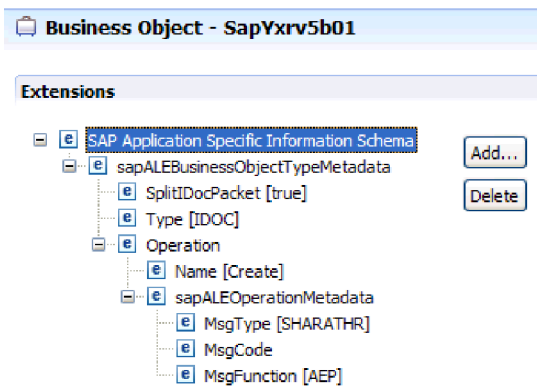 Business Object - SapYxrv5b01
Extensions
SAP Application Specific Information Schema
Add...
sapALEBusinessObjectTypeMetadata
SplitIDocPacket [true]
Delete
Type [IDOC]
Operation
Name [Create]
sapALEOperationMetadata
MsgType [SHARATHR]
MsgCode
MsgFunction [AEP]